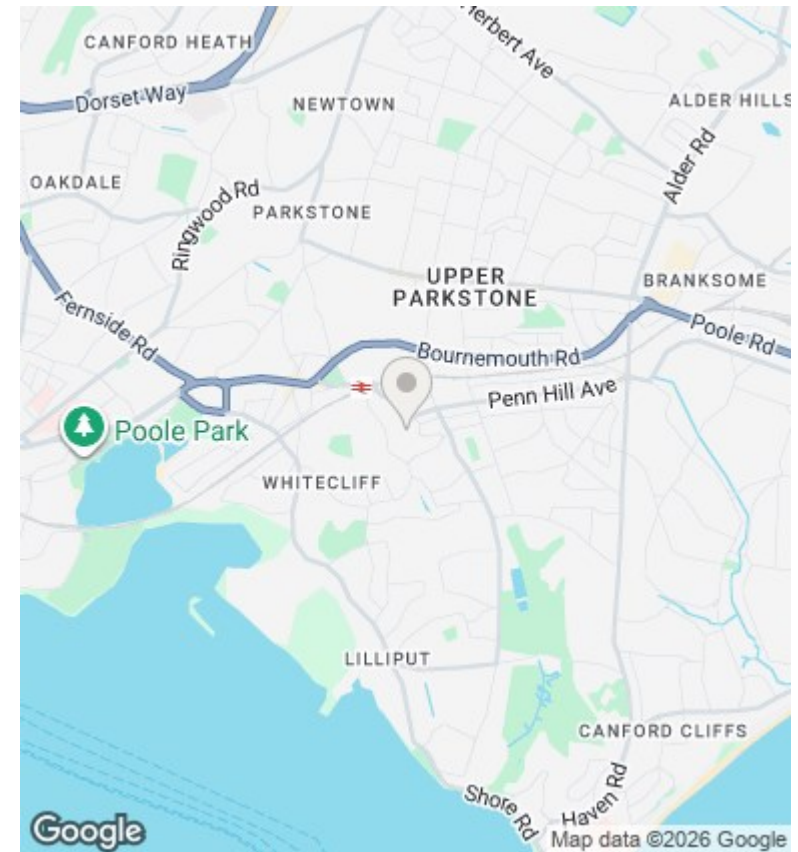 Herbert Ave
CANFORD HEATH
Dorset Way
NEWTOWN
ALDER HILLS
Alder Rd
OAKDALE
Ringwood Rd
PARKSTONE
UPPER
PARKSTONE
BRANKSOME
Fernside Rd
Poole Rd
Bournemouth Rd
Penn Hill Ave
Poole Park
WHITECLIFF
LILLIPUT
CANFORD CLIFFS
Shore Rd
Haven Rd
Google
Map data ©2026 Google